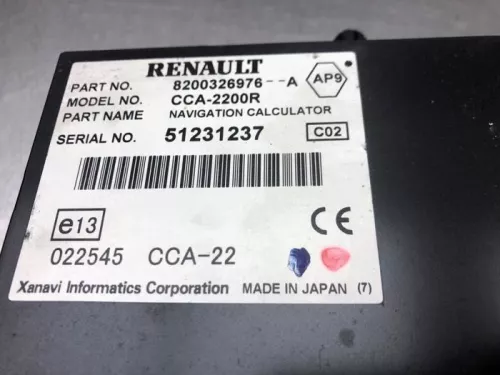 RENAULT
PART NO. 8200326976--A AP9
MODEL NO. CCA-2200R
PART NAME NAVIGATION CALCULATOR
SERIAL NO. 51231237 C02
e13 CE
022545 CCA-22
Xanavi Informatics Corporation MADE IN JAPAN (7)